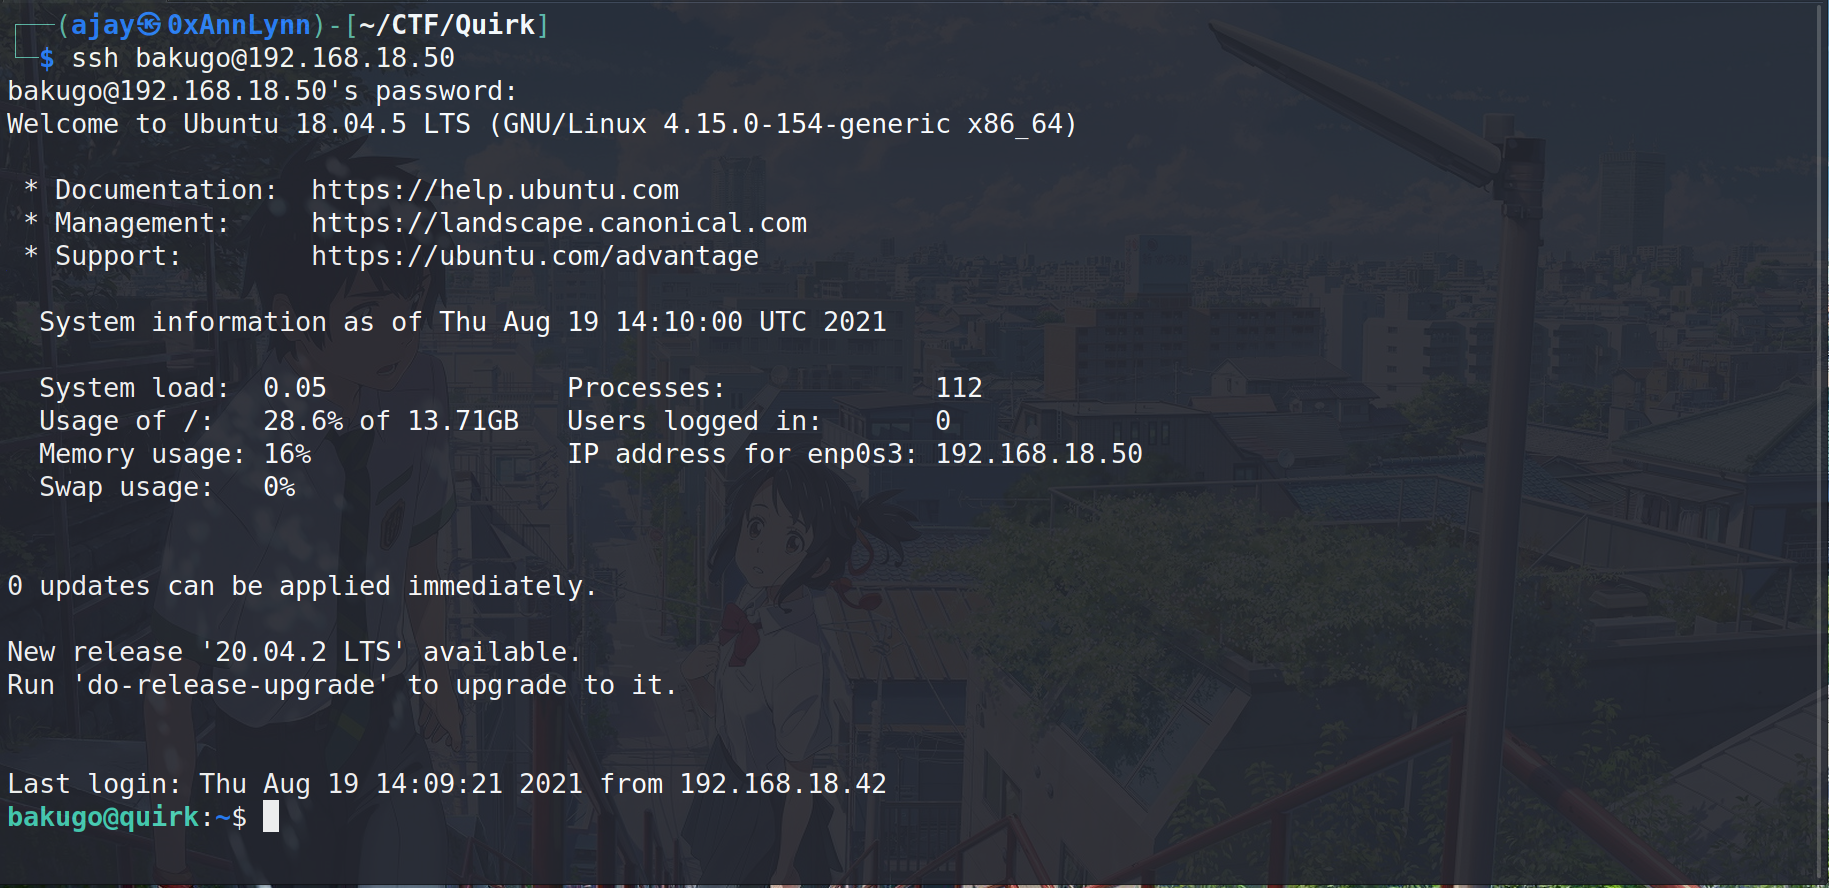 ┌──(ajay㉿0xAnnLynn)-[~/CTF/Quirk]
└─$ ssh bakugo@192.168.18.50
bakugo@192.168.18.50's password:
Welcome to Ubuntu 18.04.5 LTS (GNU/Linux 4.15.0-154-generic x86_64)
* Documentation:  https://help.ubuntu.com
* Management:     https://landscape.canonical.com
* Support:        https://ubuntu.com/advantage
System information as of Thu Aug 19 14:10:00 UTC 2021
System load:  0.05               Processes:             112
Usage of /:   28.6% of 13.71GB   Users logged in:       0
Memory usage: 16%                IP address for enp0s3: 192.168.18.50
Swap usage:   0%
0 updates can be applied immediately.
New release '20.04.2 LTS' available.
Run 'do-release-upgrade' to upgrade to it.
Last login: Thu Aug 19 14:09:21 2021 from 192.168.18.42
bakugo@quirk:~$